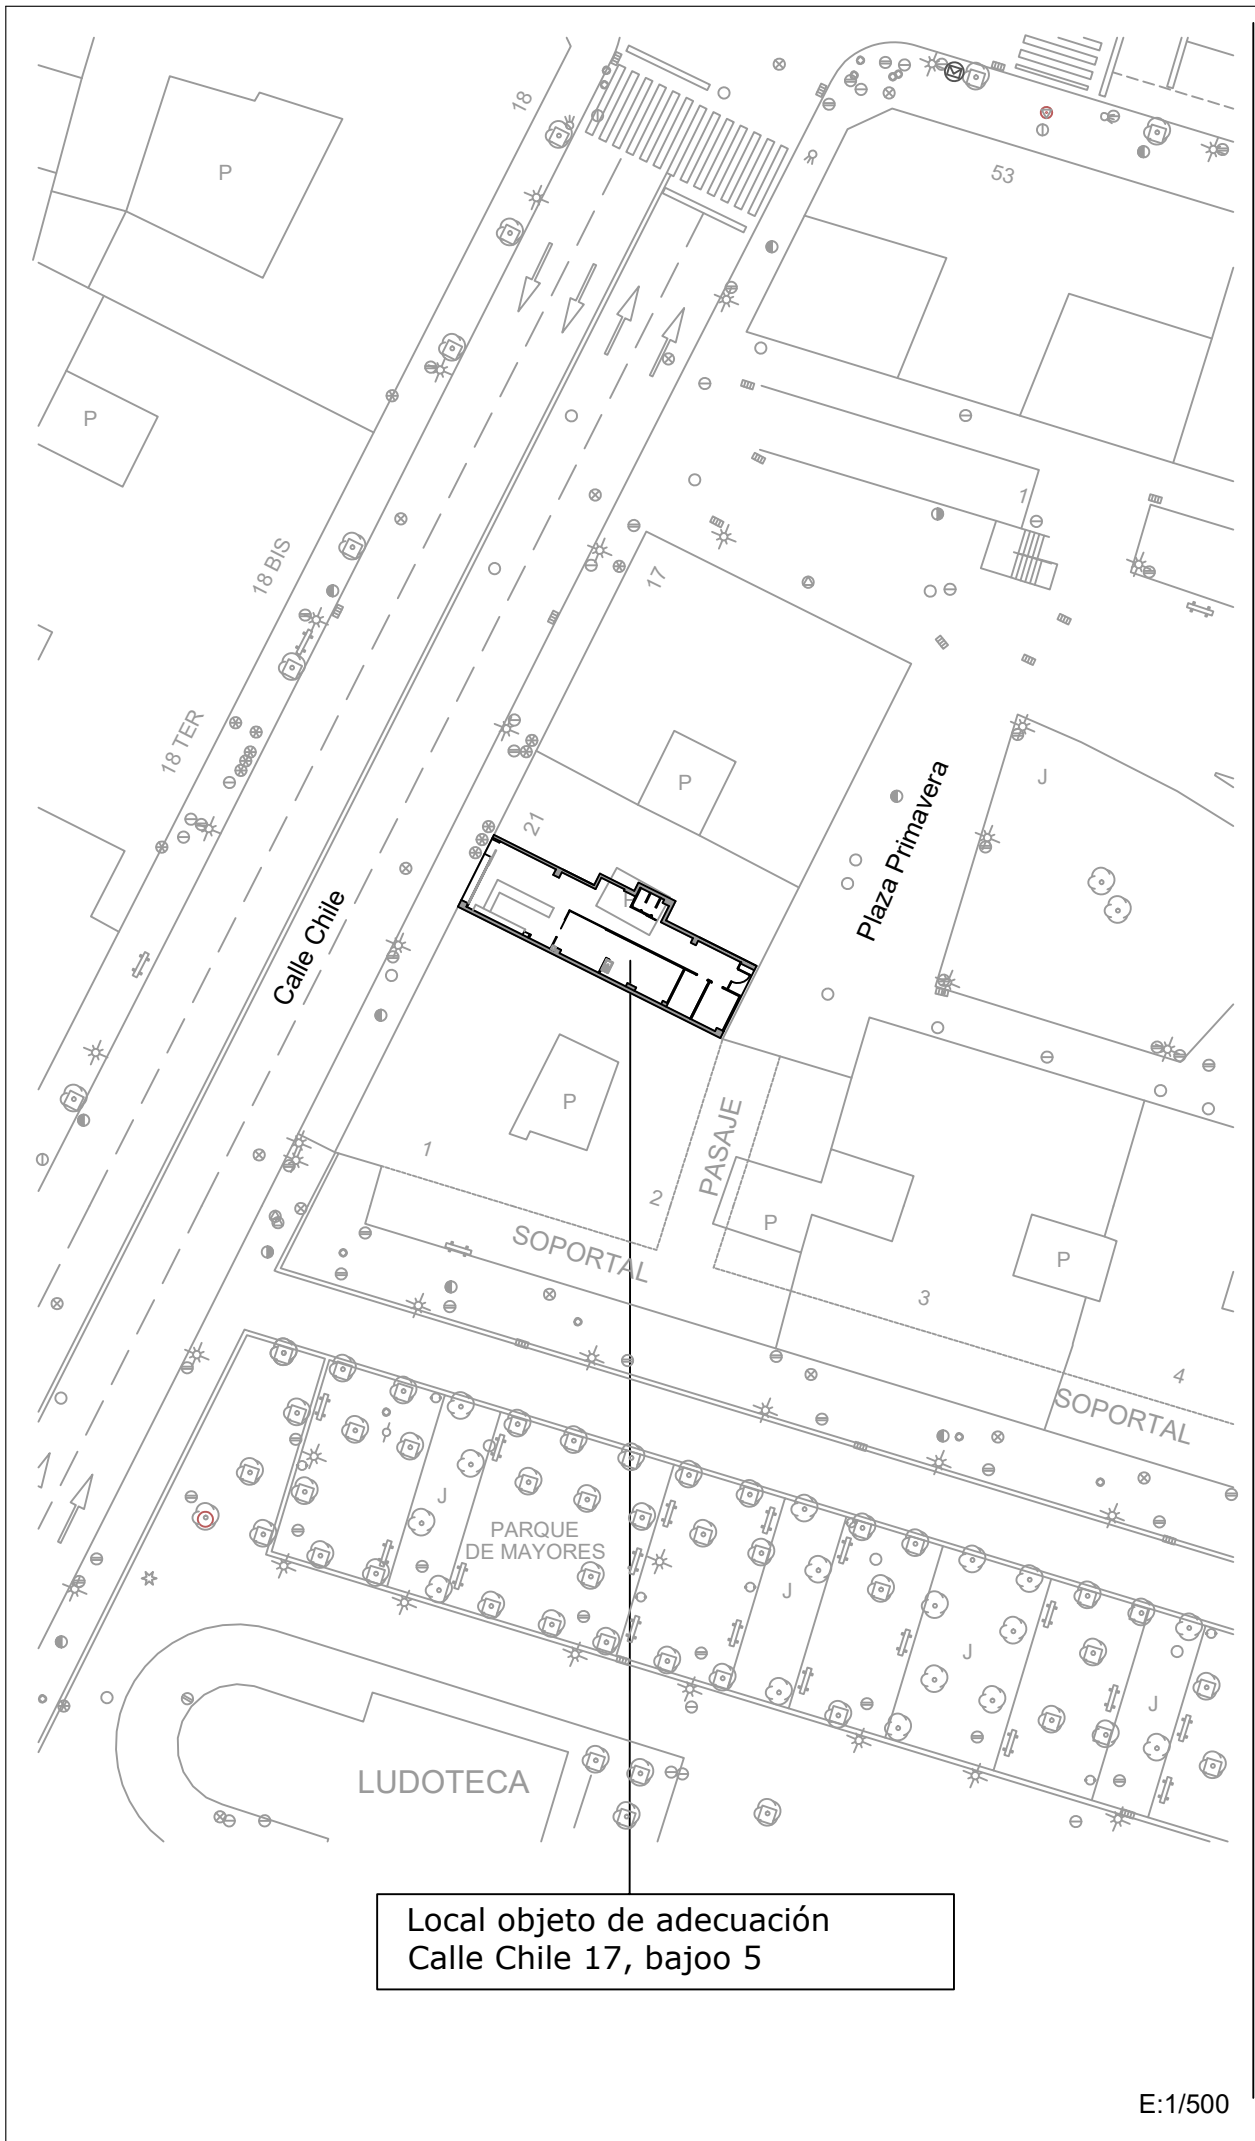 18
P
53
P
1
18 BIS
17
18 TER
P
J
Plaza Primavera
21
P
Calle Chile
P
1
PASAJE
2
P
SOPORTAL
P
3
4
SOPORTAL
J
PARQUE
DE MAYORES
J
J
J
LUDOTECA
Local objeto de adecuación
Calle Chile 17, bajoo 5
E:1/500